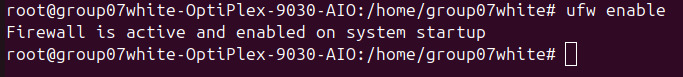 root@group07white-OptiPlex-9030-AIO:/home/group07white# ufw enable
Firewall is active and enabled on system startup
root@group07white-OptiPlex-9030-AIO:/home/group07white#